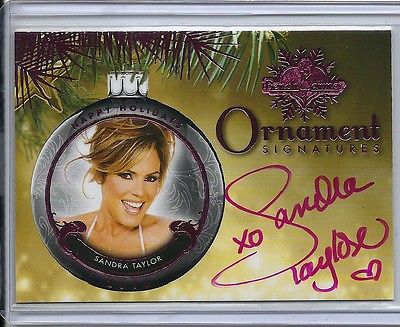 HAPPY HOLIDAYS
SANDRA TAYLOR
Ornament
SIGNATURES
xo Sandra
Taylor